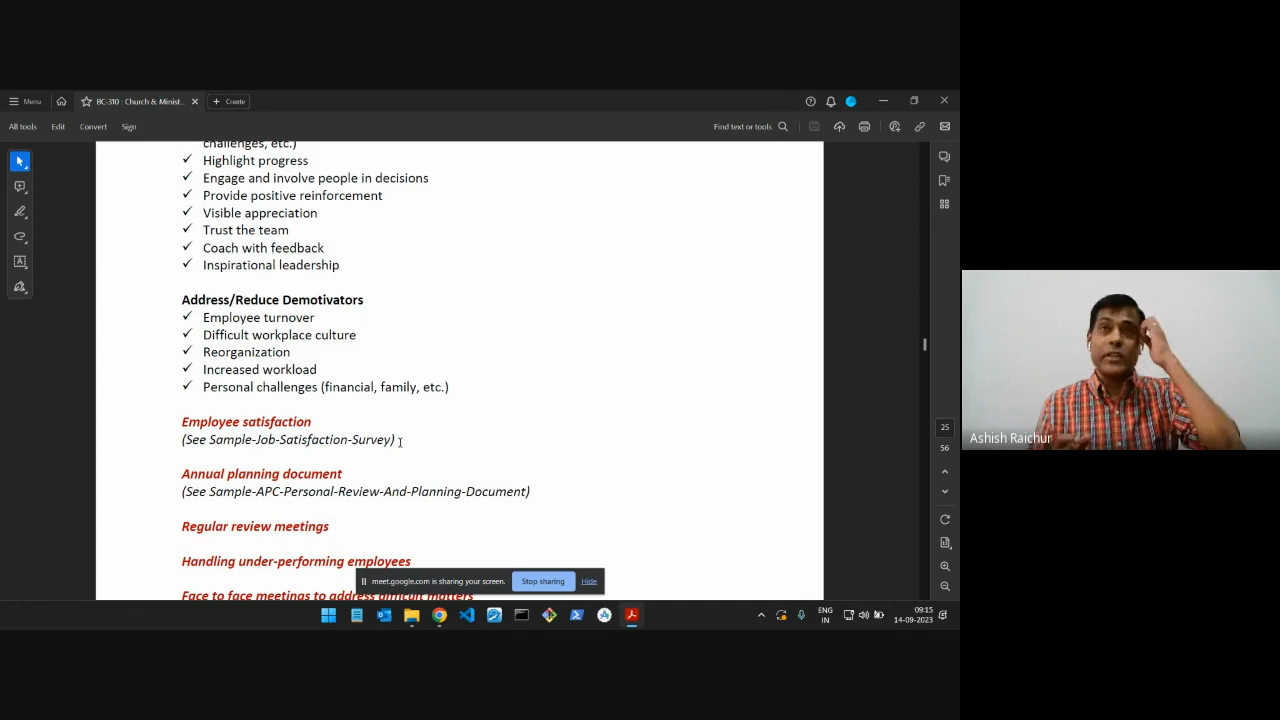 Menu
BC-310 : Church & Minist...
Create
All tools
Edit
Convert
Sign
Find text or tools
challenges, etc.)
✓ Highlight progress
✓ Engage and involve people in decisions
✓ Provide positive reinforcement
✓ Visible appreciation
✓ Trust the team
✓ Coach with feedback
✓ Inspirational leadership
Address/Reduce Demotivators
✓ Employee turnover
✓ Difficult workplace culture
✓ Reorganization
✓ Increased workload
✓ Personal challenges (financial, family, etc.)
Employee satisfaction
(See Sample-Job-Satisfaction-Survey)
Annual planning document
(See Sample-APC-Personal-Review-And-Planning-Document)
Regular review meetings
Handling under-performing employees
Face to face meetings to address difficult matters
meet.google.com is sharing your screen.
Stop sharing
Hide
25
56
ENG
IN
09:15
14-09-2023
Ashish Raichur